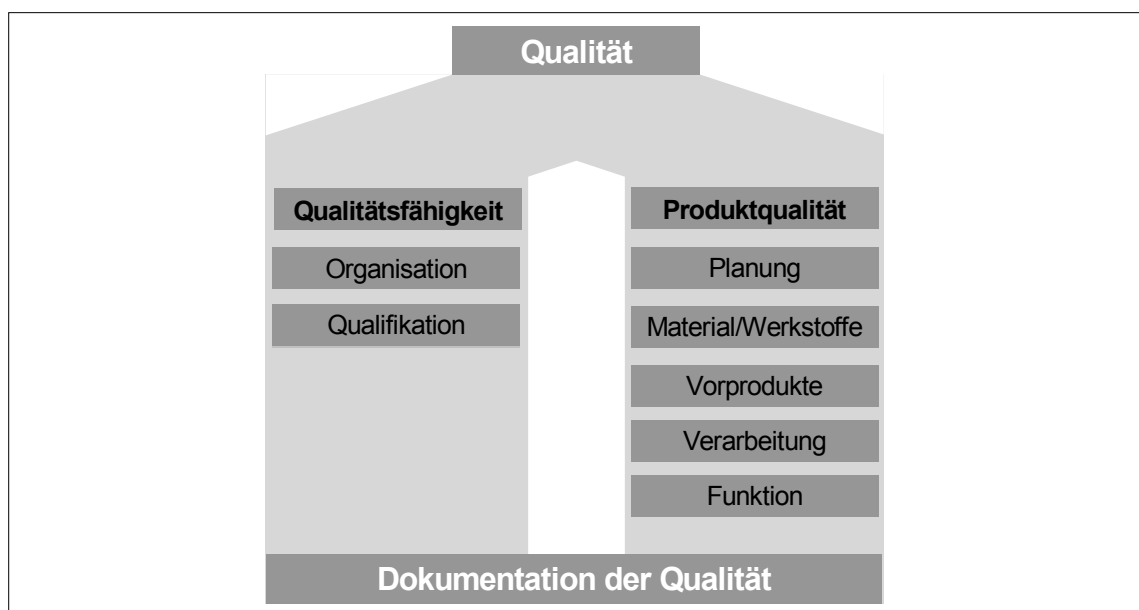 Qualität
Qualitätsfähigkeit
Organisation
Qualifikation
Produktqualität
Planung
Material/Werkstoffe
Vorprodukte
Verarbeitung
Funktion
Dokumentation der Qualität